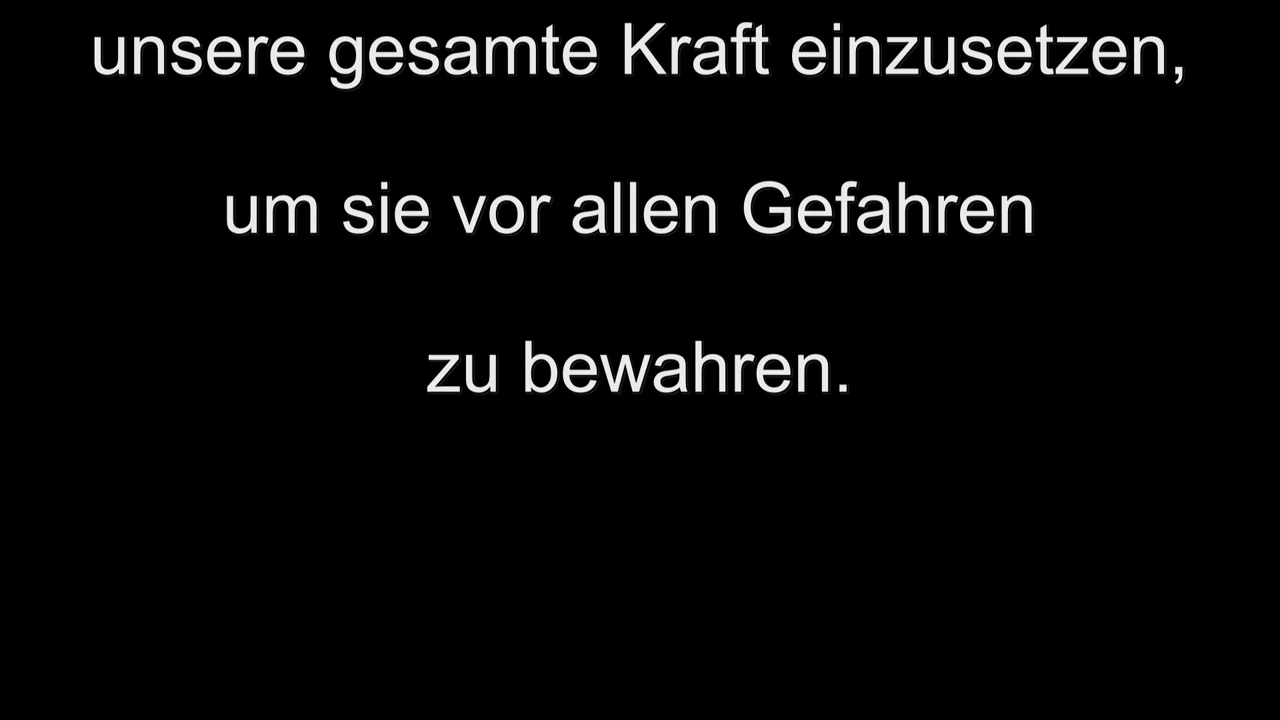 unsere gesamte Kraft einzusetzen,
um sie vor allen Gefahren
zu bewahren.